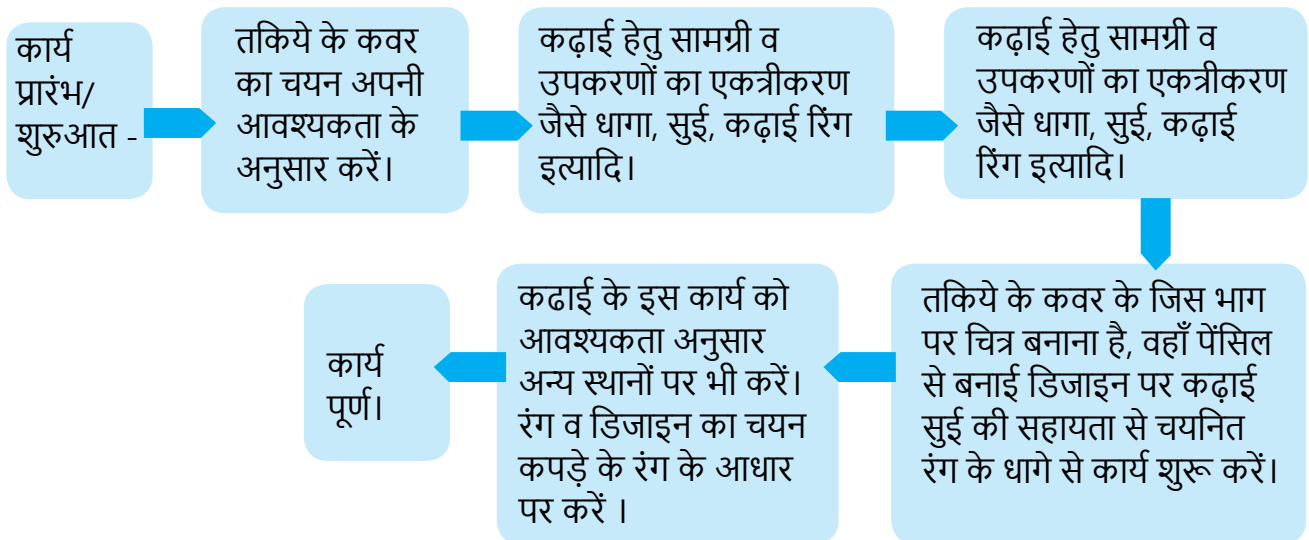 कार्य
प्रारंभ/
शुरुआत -
तकिये के कवर
का चयन अपनी
आवश्यकता के
अनुसार करें।
कढ़ाई हेतु सामग्री व
उपकरणों का एकत्रीकरण
जैसे धागा, सुई, कढ़ाई रिंग
इत्यादि।
कढ़ाई हेतु सामग्री व
उपकरणों का एकत्रीकरण
जैसे धागा, सुई, कढ़ाई
रिंग इत्यादि।
तकिये के कवर के जिस भाग
पर चित्र बनाना है, वहाँ पेंसिल
से बनाई डिजाइन पर कढ़ाई
सुई की सहायता से चयनित
रंग के धागे से कार्य शुरू करें।
कढाई के इस कार्य को
आवश्यकता अनुसार
अन्य स्थानों पर भी करें।
रंग व डिजाइन का चयन
कपड़े के रंग के आधार
पर करें ।
कार्य
पूर्ण।